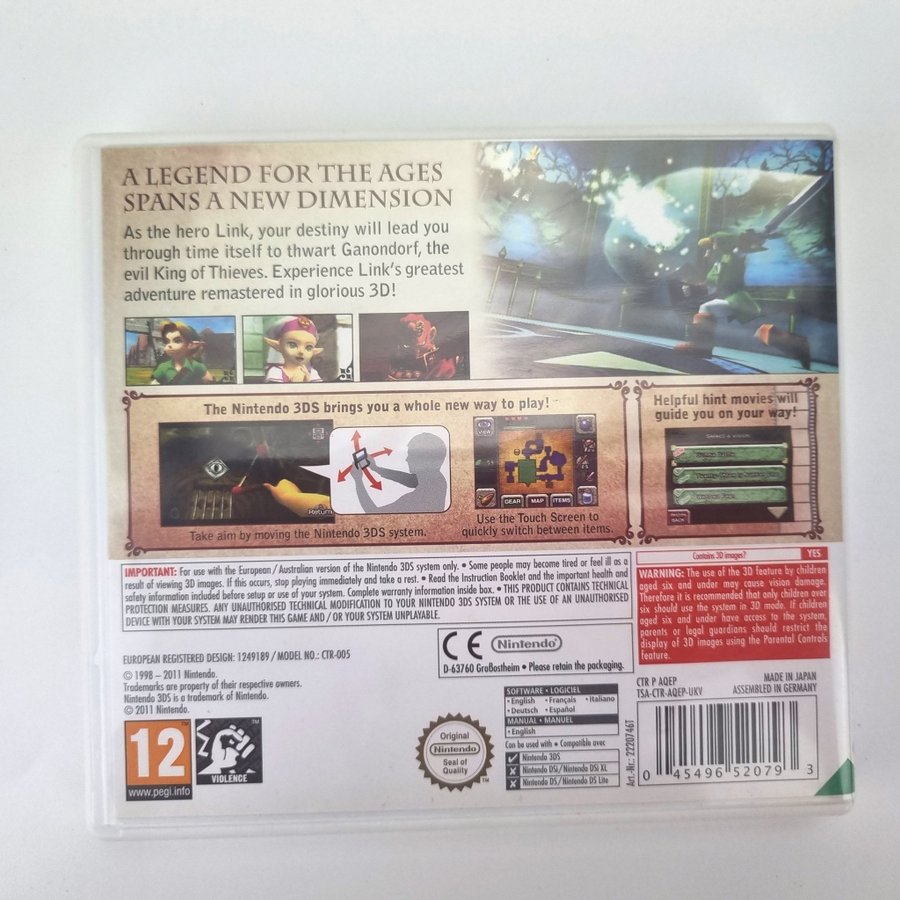 A LEGEND FOR THE AGES
SPANS A NEW DIMENSION
As the hero Link, your destiny will lead you
through time itself to thwart Ganondorf, the
evil King of Thieves. Experience Link's greatest
adventure remastered in glorious 3D!
The Nintendo 3DS brings you a whole new way to play!
Return
Take aim by moving the Nintendo 3DS system.
VIEW
GEAR MAP ITEMS
Use the Touch Screen to
quickly switch between items.
Helpful hint movies will
guide you on your way!
Select a vision.
BACK
IMPORTANT: For use with the European / Australian version of the Nintendo 3DS system only. • Some people may become tired or feel ill as a
result of viewing 3D images. If this occurs, stop playing immediately and take a rest. • Read the Instruction Booklet and the important health and
safety information included before setup or use of your system. Complete warranty information inside box. • THIS PRODUCT CONTAINS TECHNICAL
PROTECTION MEASURES. ANY UNAUTHORISED TECHNICAL MODIFICATION TO YOUR NINTENDO 3DS SYSTEM OR THE USE OF AN UNAUTHORISED
DEVICE WITH YOUR SYSTEM MAY RENDER THIS GAME AND / OR YOUR SYSTEM UNPLAYABLE.
Contains 3D images? YES
WARNING: The use of the 3D feature by children
aged six and under may cause vision damage.
Therefore it is recommended that only children over
six should use the system in 3D mode. If children
aged six and under have access to the system,
parents or legal guardians should restrict the
display of 3D images using the Parental Controls
feature.
EUROPEAN REGISTERED DESIGN: 1249189 / MODEL NO.: CTR-005
© 1998 – 2011 Nintendo.
Trademarks are property of their respective owners.
Nintendo 3DS is a trademark of Nintendo.
© 2011 Nintendo.
CE Nintendo®
D-63760 Großostheim • Please retain the packaging.
12
www.pegi.info
VIOLENCE
TM
Original
Nintendo®
Seal of
Quality
TM
SOFTWARE • LOGICIEL
• English • Français • Italiano
• Deutsch • Español
MANUAL • MANUEL
• English
Can be used with • Compatible avec
Nintendo 3DS
Nintendo DSi / Nintendo DSi XL
Nintendo DS / Nintendo DS Lite
CTR P AQEP
TSA-CTR-AQEP-UKV
MADE IN JAPAN
ASSEMBLED IN GERMANY
Art.-Nr.: 2220746T
0 45496 52079 3